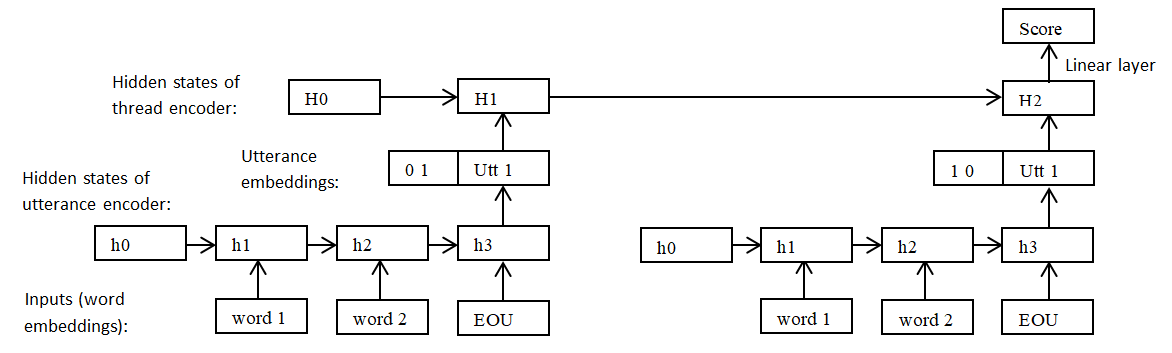 Score
Linear layer
Hidden states of
thread encoder:
H0
H1
H2
Utterance
embeddings:
0 1
Utt 1
1 0
Utt 1
Hidden states of
utterance encoder:
h0
h1
h2
h3
h0
h1
h2
h3
Inputs (word
embeddings):
word 1
word 2
EOU
word 1
word 2
EOU